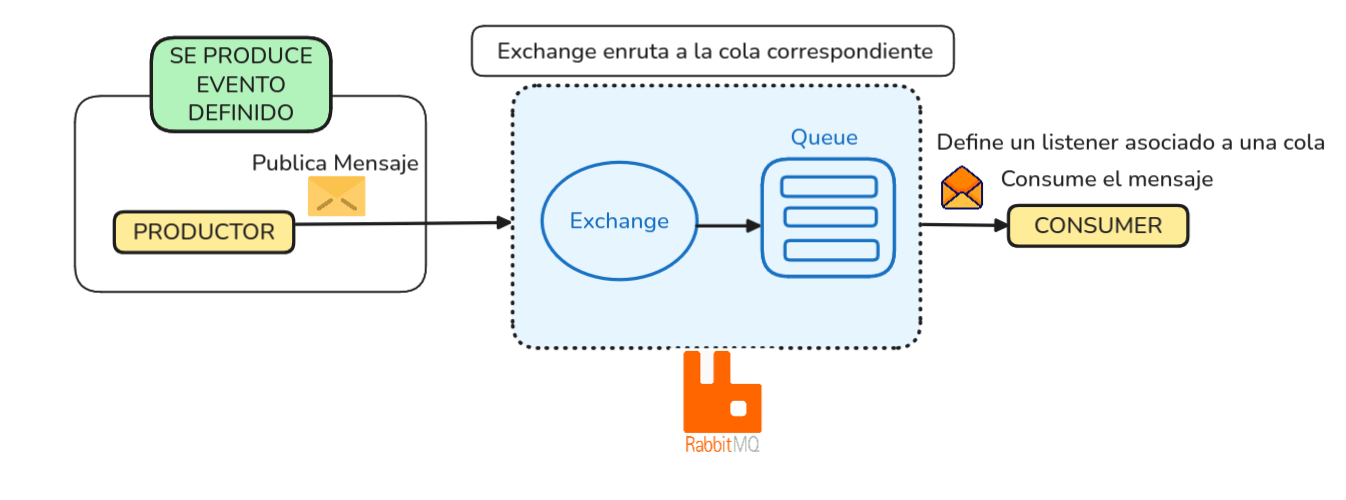 SE PRODUCE
EVENTO
DEFINIDO
Publica Mensaje
PRODUCTOR
Exchange enruta a la cola correspondiente
Exchange
Queue
Define un listener asociado a una cola
Consume el mensaje
CONSUMER
RabbitMQ